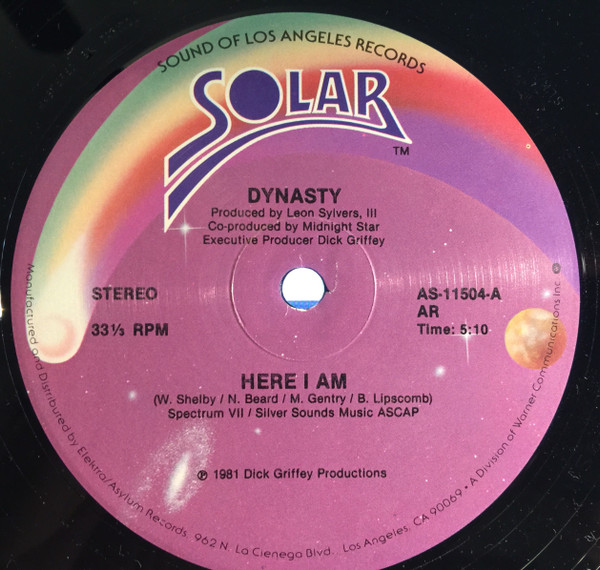 SOUND OF LOS ANGELES RECORDS
SOLAR
TM
DYNASTY
Produced by Leon Sylvers, III
Co-produced by Midnight Star
Executive Producer Dick Griffey
STEREO
33⅓ RPM
AS-11504-A
AR
Time: 5:10
HERE I AM
(W. Shelby / N. Beard / M. Gentry / B. Lipscomb)
Spectrum VII / Silver Sounds Music ASCAP
℗ 1981 Dick Griffey Productions
Manufactured and Distributed by Elektra/Asylum Records, 962 N. La Cienega Blvd. Los Angeles, CA 90069 • A Division of Warner Communications Inc.